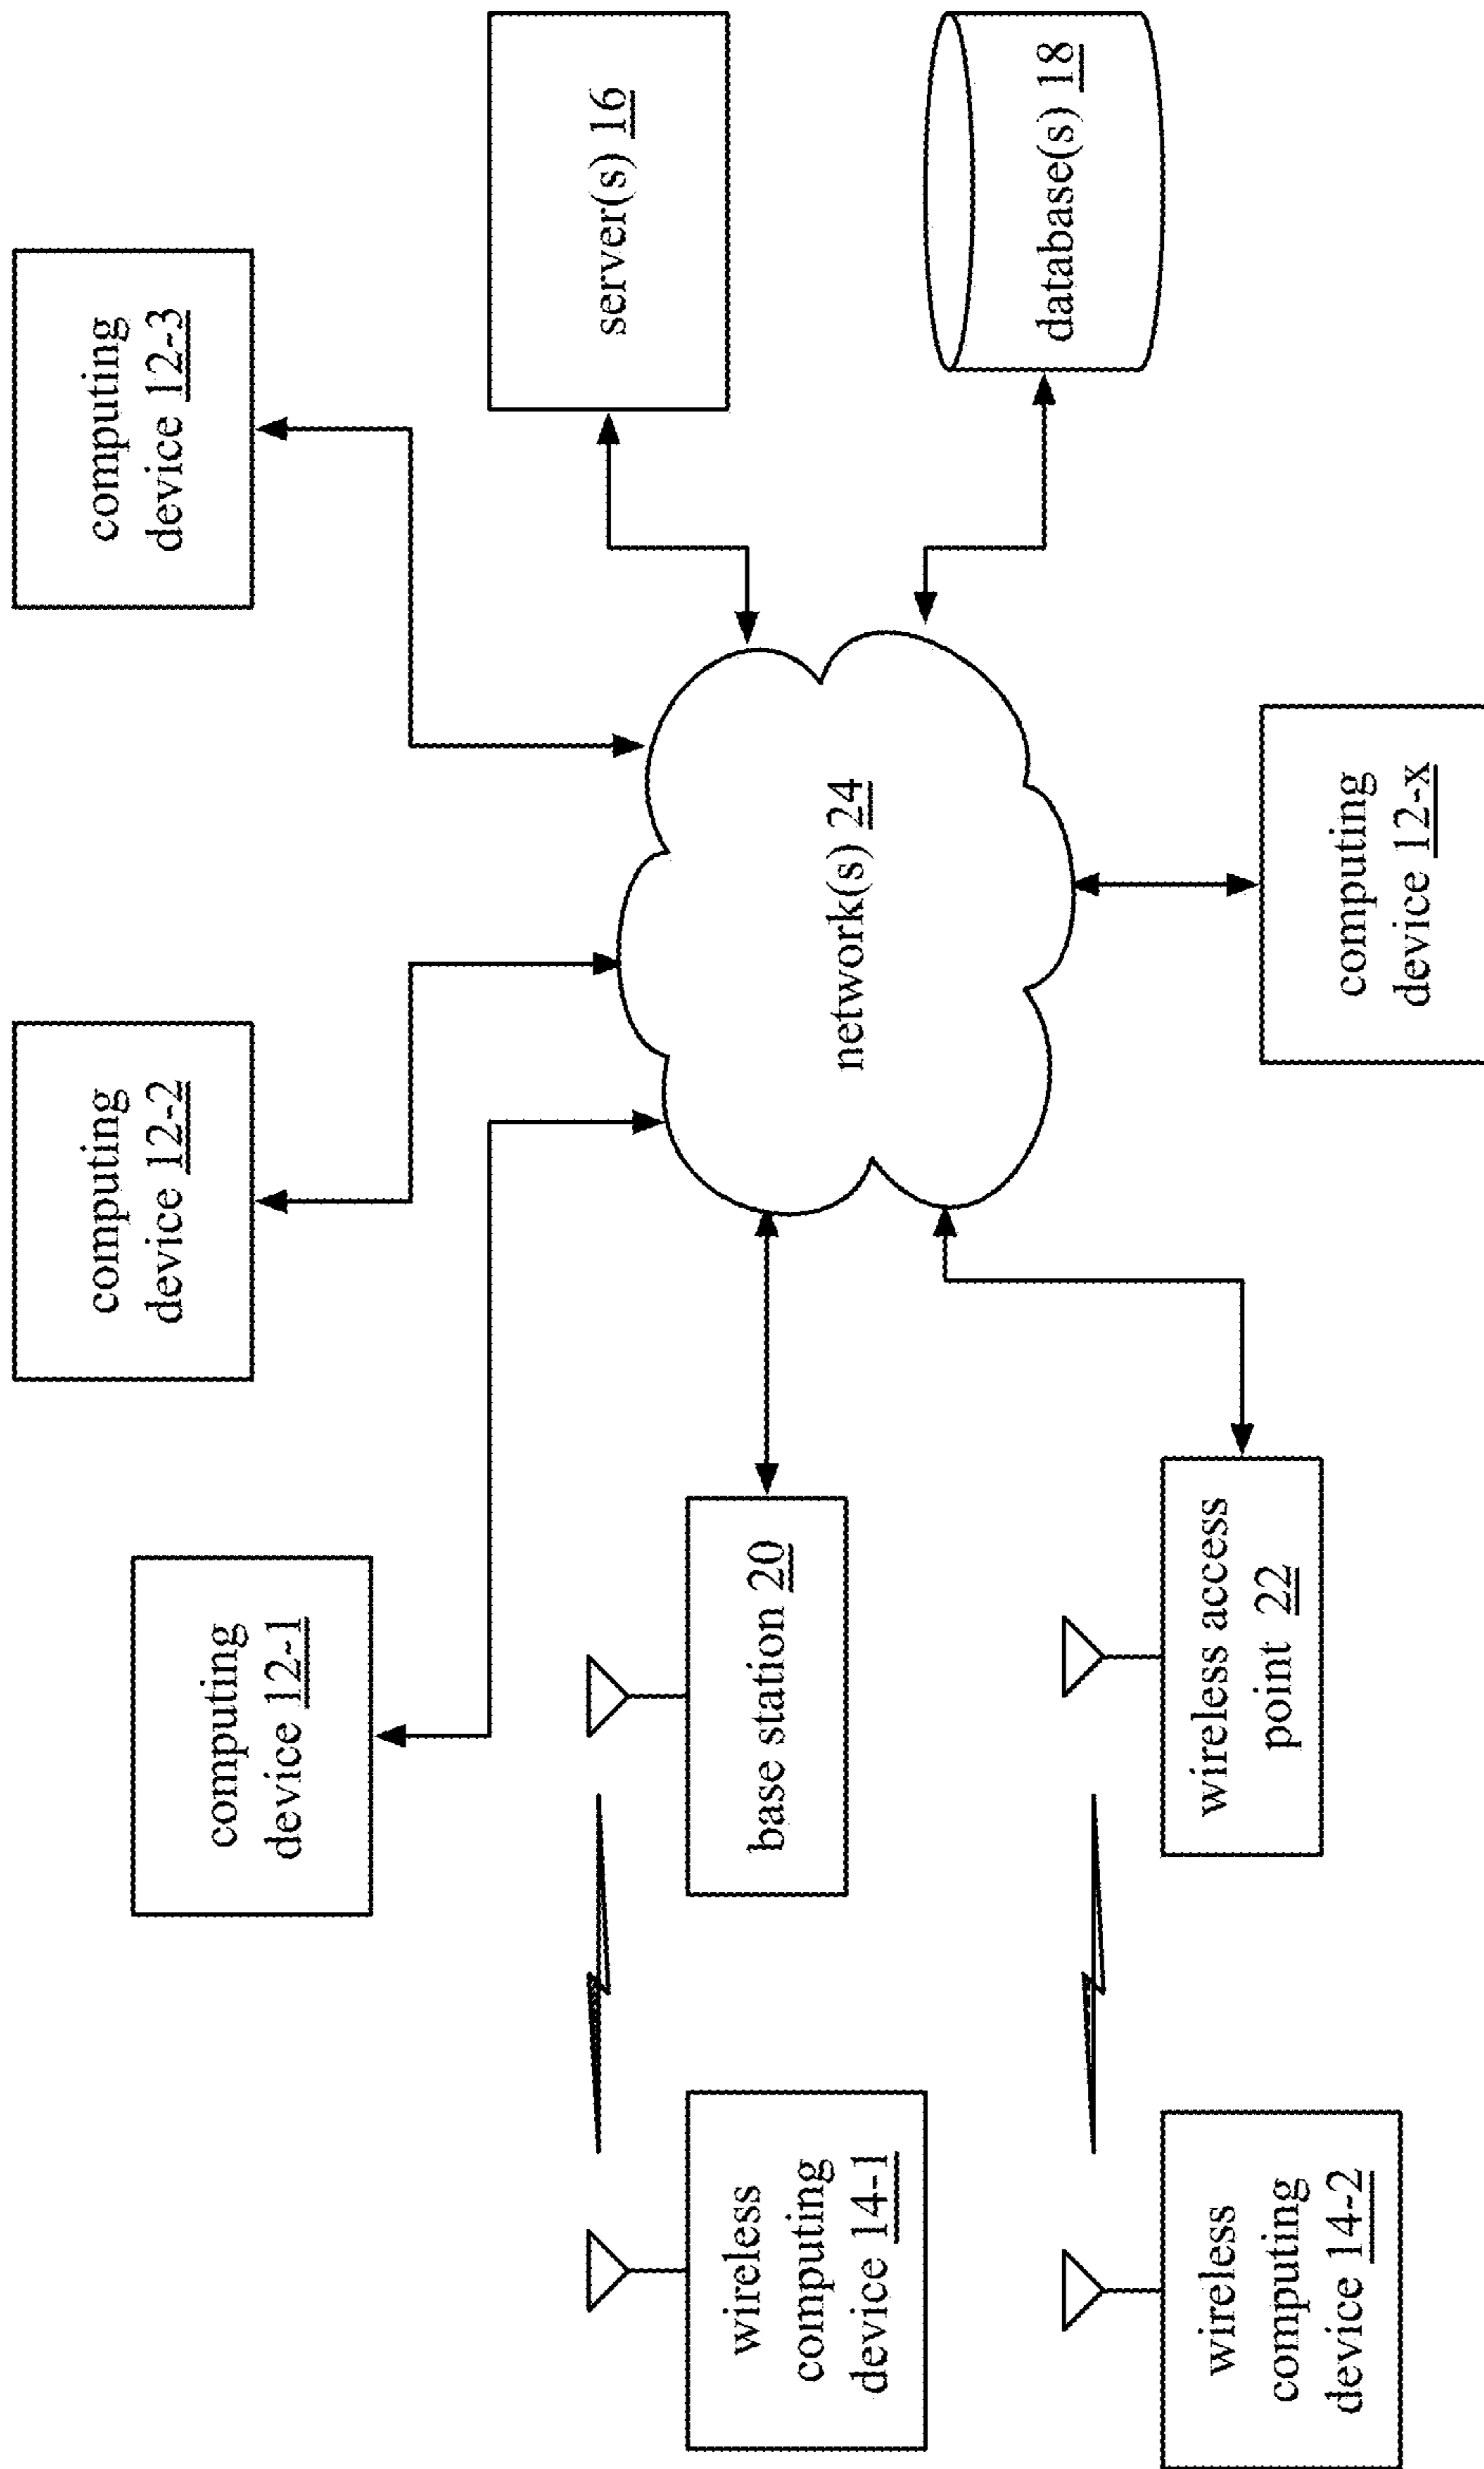 computing
device 12-1
computing
device 12-2
computing
device 12-3
wireless
computing
device 14-1
base station 20
network(s) 24
server(s) 16
wireless
computing
device 14-2
wireless access
point 22
computing
device 12-x
database(s) 18